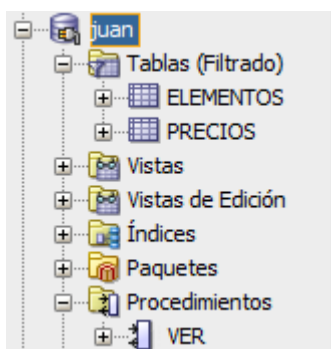 juan
Tablas (Filtrado)
ELEMENTOS
PRECIOS
Vistas
Vistas de Edición
Índices
Paquetes
Procedimientos
VER